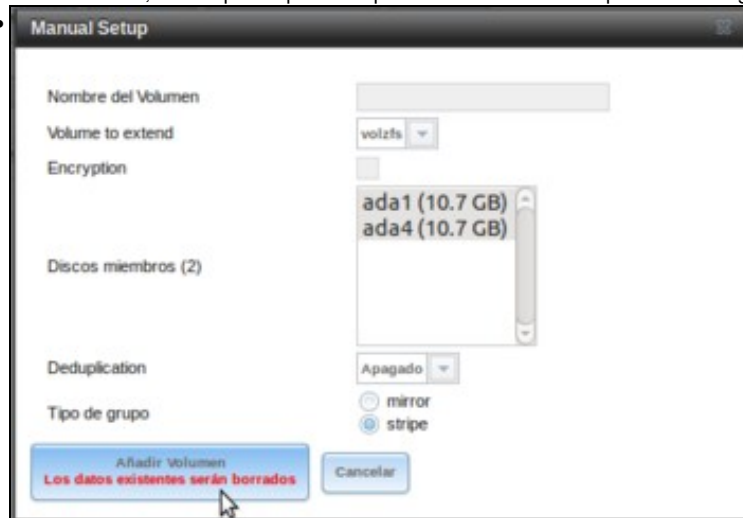 Manual Setup
Nombre del Volumen
Volume to extend
volzfs
Encryption
ada1 (10.7 GB)
ada4 (10.7 GB)
Discos miembros (2)
Deduplication
Apagado
Tipo de grupo
mirror
stripe
Añadir Volumen
Los datos existentes serán borrados
Cancelar